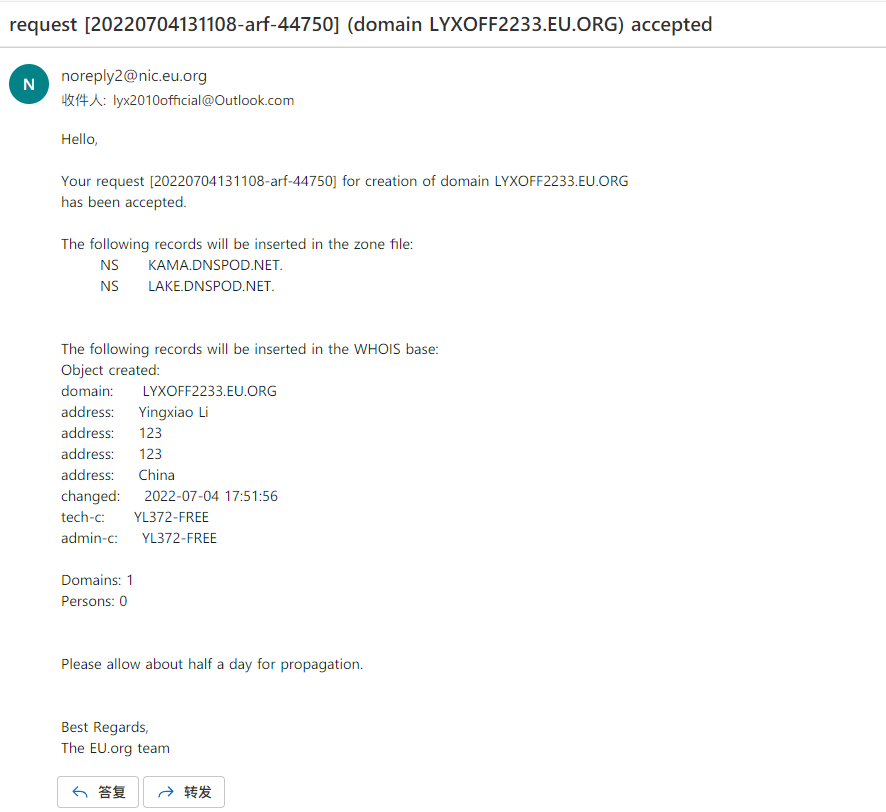 request [20220704131108-arf-44750] (domain LYXOFF2233.EU.ORG) accepted
N
noreply2@nic.eu.org
收件人: lyx2010official@Outlook.com
Hello,
Your request [20220704131108-arf-44750] for creation of domain LYXOFF2233.EU.ORG
has been accepted.
The following records will be inserted in the zone file:
NS KAMA.DNSPOD.NET.
NS LAKE.DNSPOD.NET.
The following records will be inserted in the WHOIS base:
Object created:
domain: LYXOFF2233.EU.ORG
address: Yingxiao Li
address: 123
address: 123
address: China
changed: 2022-07-04 17:51:56
tech-c: YL372-FREE
admin-c: YL372-FREE
Domains: 1
Persons: 0
Please allow about half a day for propagation.
Best Regards,
The EU.org team
答复 转发